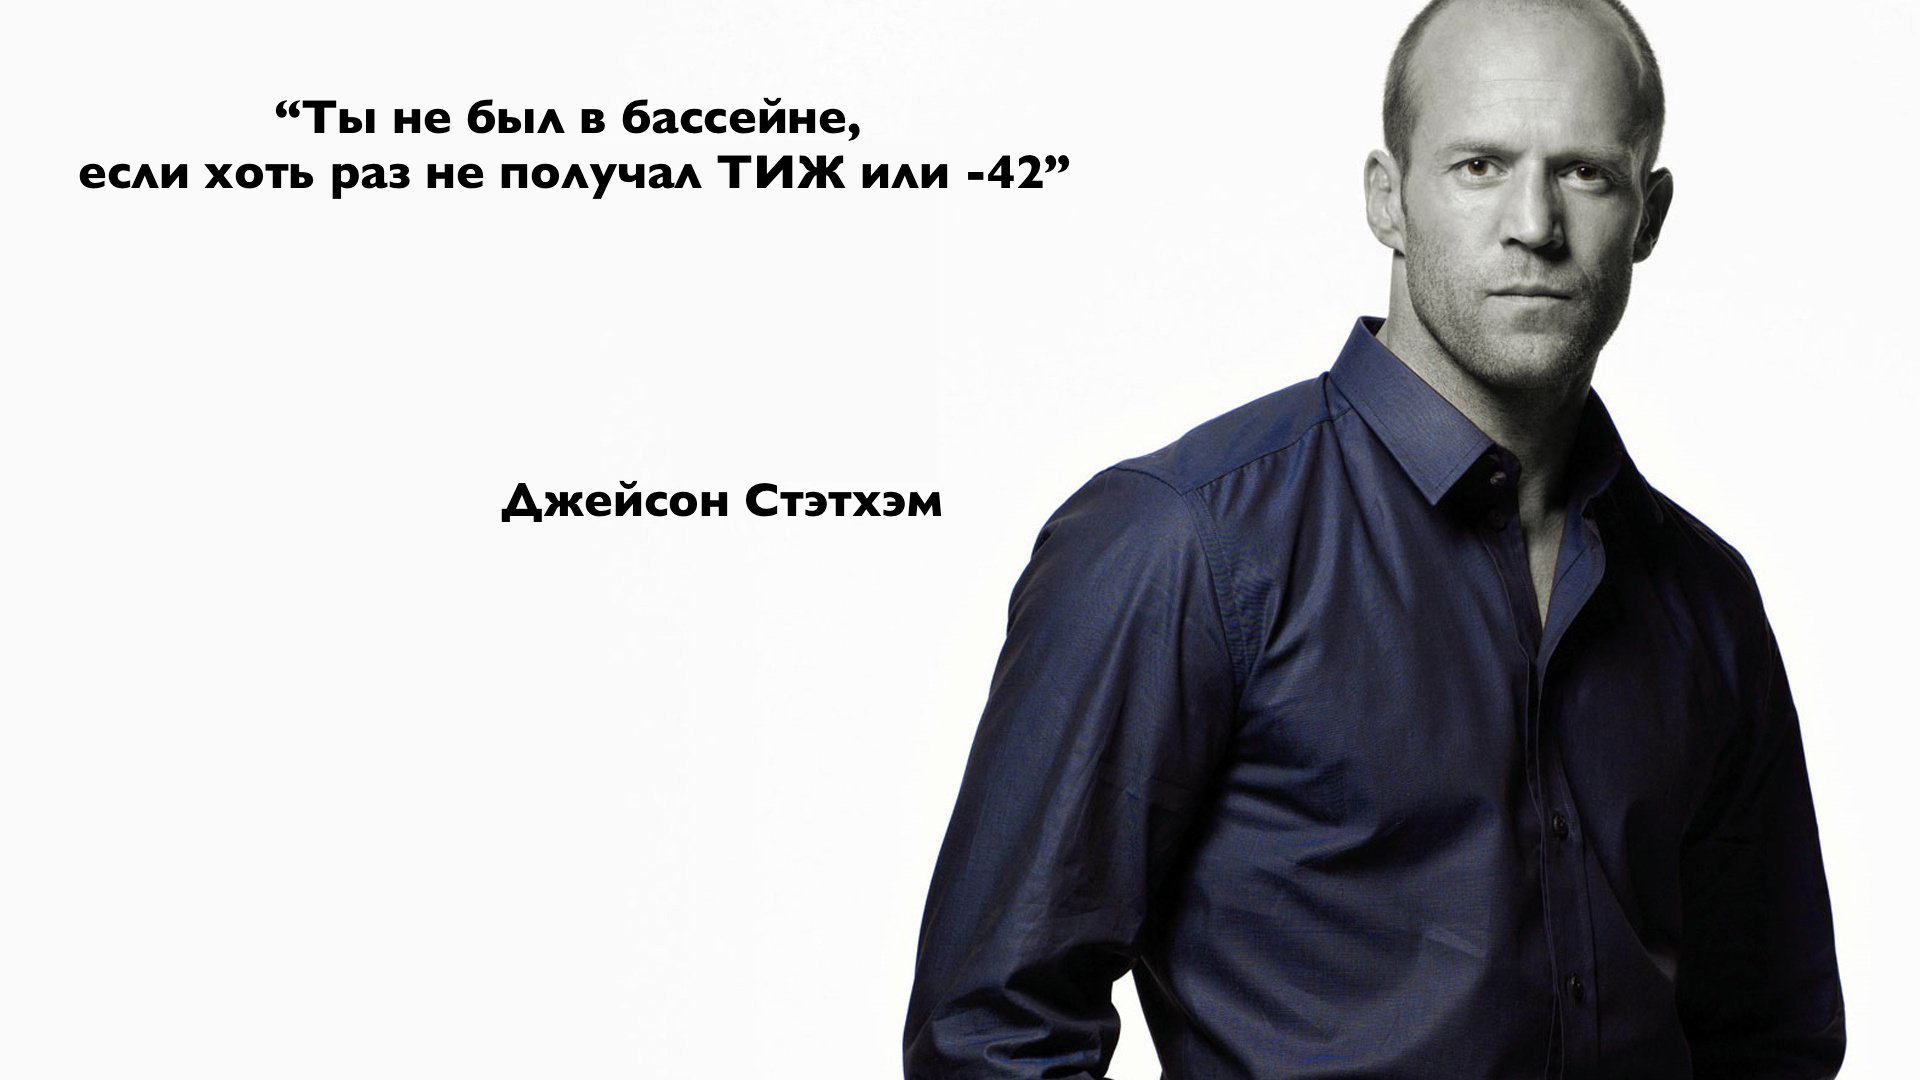 “Ты не был в бассейне,
если хоть раз не получал ТИЖ или -42”
Джейсон Стэтхэм